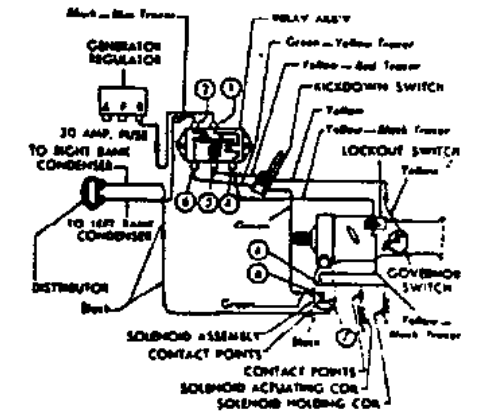 Black — Blue Tracer
RELAY ASS'Y
Green — Yellow Tracer
GENERATOR
REGULATOR
Yellow — Red Tracer
KICKDOWN SWITCH
A F B
Yellow
30 AMP. FUSE
Yellow — Black Tracer
TO RIGHT BANK
CONDENSER
LOCKOUT SWITCH
Yellow
TO LEFT BANK
CONDENSER
Green
DISTRIBUTOR
GOVERNOR
SWITCH
Black
Green
Yellow —
Black Tracer
SOLENOID ASSEMBLY
Black
CONTACT POINTS
CONTACT POINTS
SOLENOID ACTUATING COIL
SOLENOID HOLDING COIL